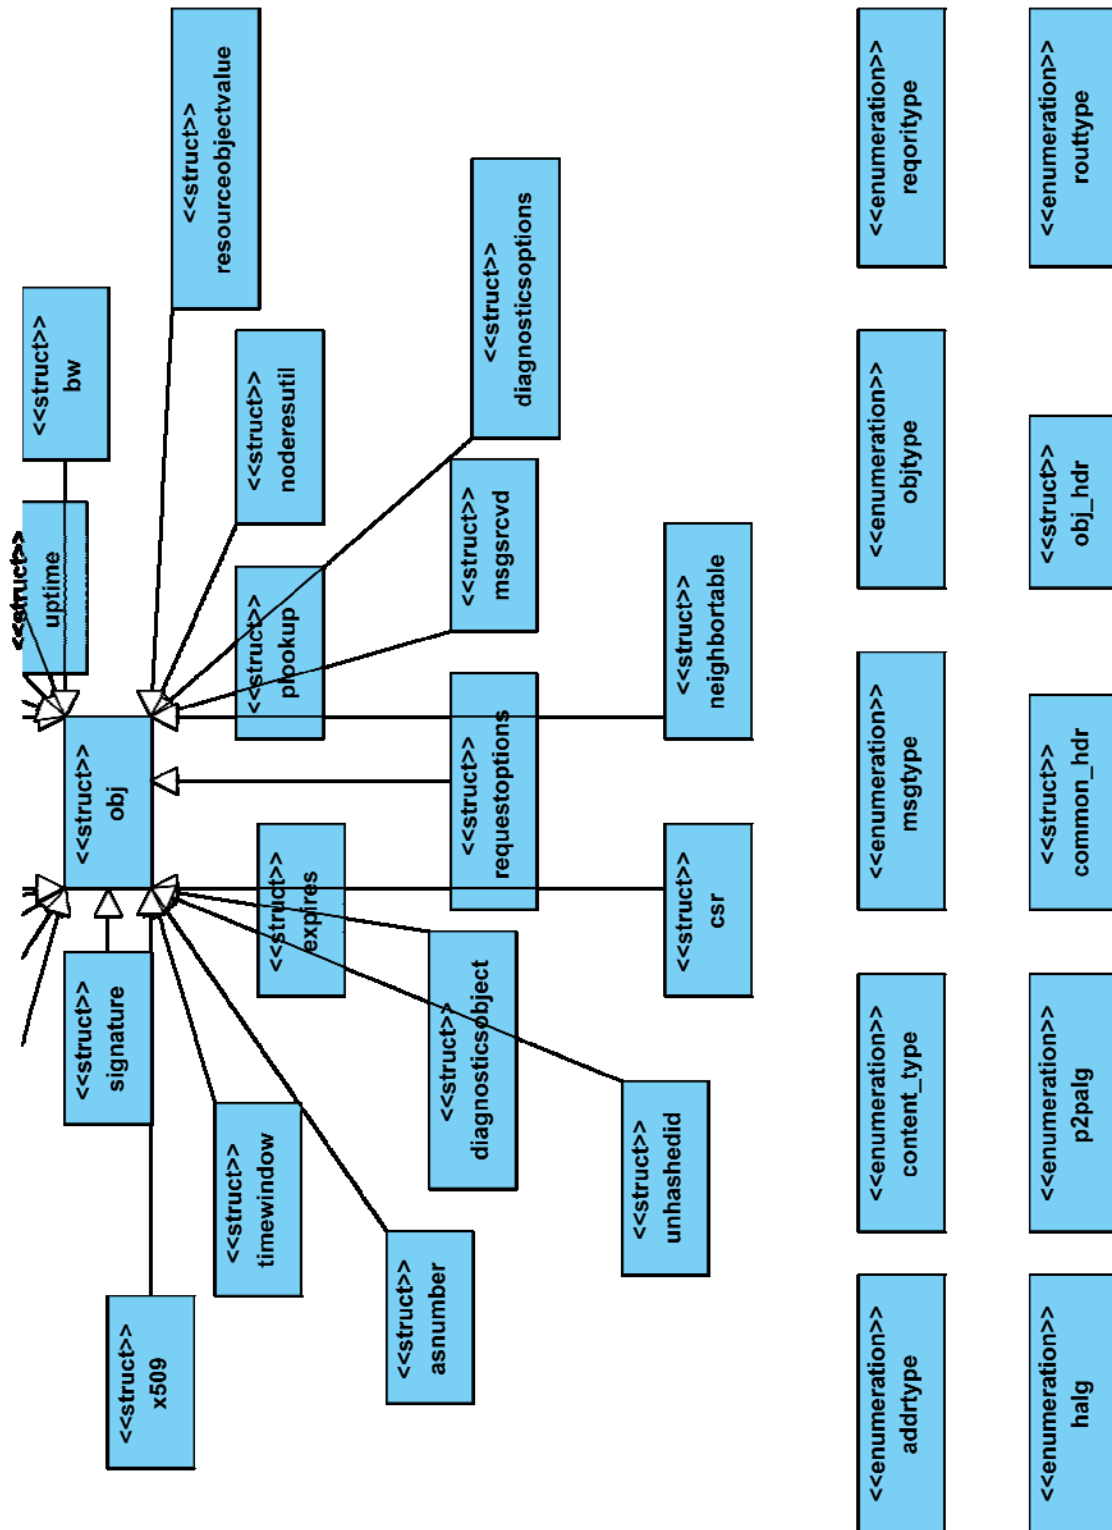 <<struct>>
x509
<<struct>>
signature
<<struct>>
obj
<<struct>>
uptime
<<struct>>
bw
<<struct>>
timewindow
<<struct>>
expires
<<struct>>
plookup
<<struct>>
noderesutil
<<struct>>
resourceobjectvalue
<<struct>>
asnumber
<<struct>>
diagnosticsobject
<<struct>>
requestoptions
<<struct>>
msgsrcvd
<<struct>>
diagnosticsoptions
<<struct>>
unhashedid
<<struct>>
csr
<<struct>>
neighbortable
<<enumeration>>
addrtype
<<enumeration>>
content_type
<<enumeration>>
msgtype
<<enumeration>>
objtype
<<enumeration>>
reqoritype
<<enumeration>>
halg
<<enumeration>>
p2palg
<<struct>>
common_hdr
<<struct>>
obj_hdr
<<enumeration>>
routtype